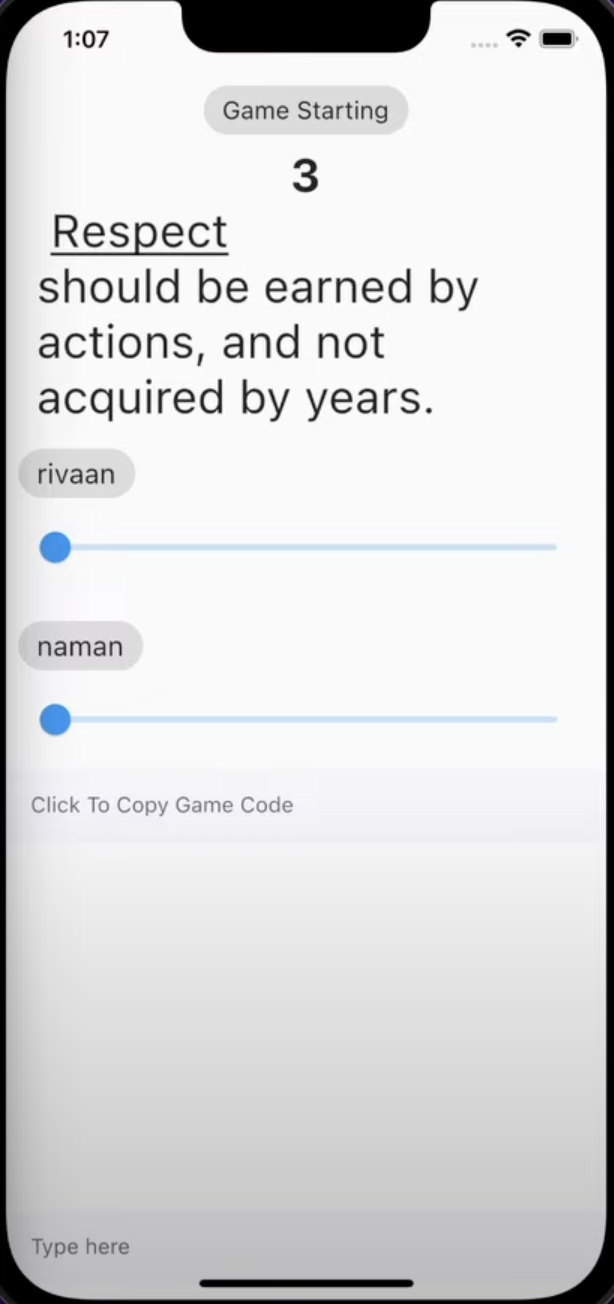 1:07
Game Starting
3
Respect
should be earned by
actions, and not
acquired by years.
rivaan
naman
Click To Copy Game Code
Type here